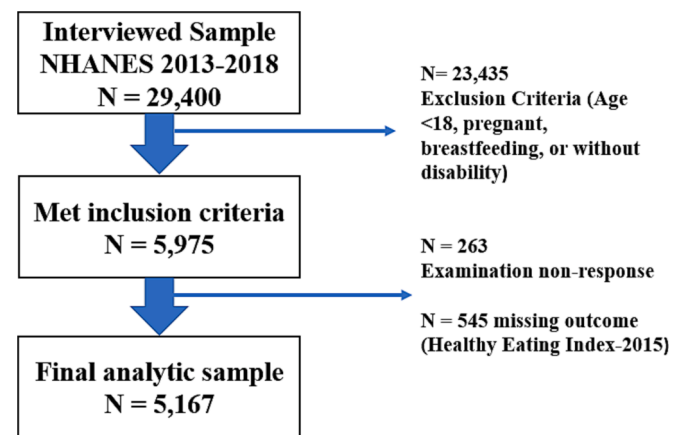 Interviewed Sample
NHANES 2013-2018
N = 29,400
N= 23,435
Exclusion Criteria (Age
<18, pregnant,
breastfeeding, or without
disability)
Met inclusion criteria
N = 5,975
N = 263
Examination non-response
N = 545 missing outcome
(Healthy Eating Index-2015)
Final analytic sample
N = 5,167